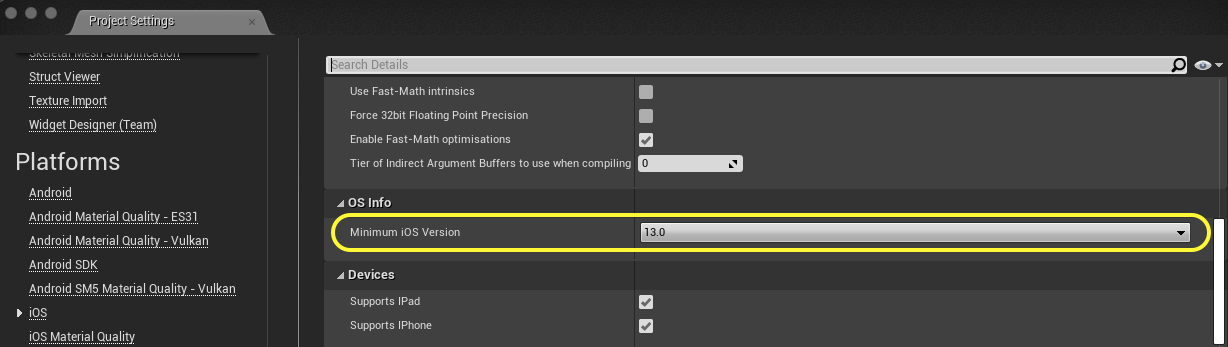 Project Settings
Skeletal Mesh Simplification
Struct Viewer
Texture Import
Widget Designer (Team)
Platforms
Android
Android Material Quality - ES31
Android Material Quality - Vulkan
Android SDK
Android SM5 Material Quality - Vulkan
iOS
iOS Material Quality
Search Details
Use Fast-Math intrinsics
Force 32bit Floating Point Precision
Enable Fast-Math optimisations
Tier of Indirect Argument Buffers to use when compiling 0
OS Info
Minimum iOS Version 13.0
Devices
Supports IPad
Supports IPhone